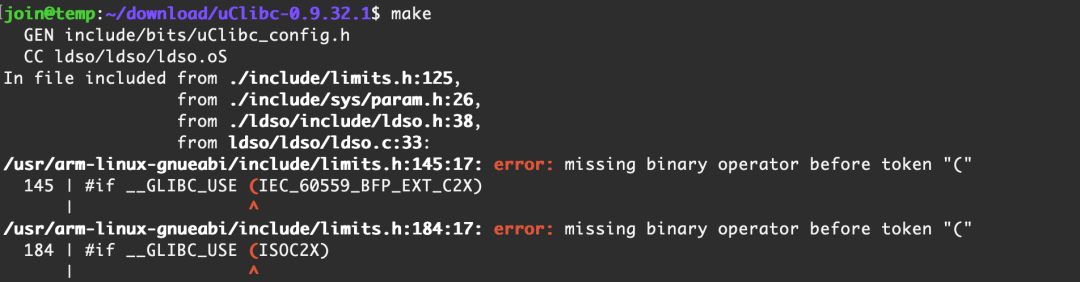 join@temp:~/download/uClibc-0.9.32.1$ make
  GEN include/bits/uClibc_config.h
  CC ldso/ldso/ldso.oS
In file included from ./include/limits.h:125,
                 from ./include/sys/param.h:26,
                 from ./ldso/include/ldso.h:38,
                 from ldso/ldso/ldso.c:33:
/usr/arm-linux-gnueabi/include/limits.h:145:17: error: missing binary operator before token "("
  145 | #if __GLIBC_USE (IEC_60559_BFP_EXT_C2X)
      |                 ^
/usr/arm-linux-gnueabi/include/limits.h:184:17: error: missing binary operator before token "("
  184 | #if __GLIBC_USE (ISOC2X)
      |                 ^